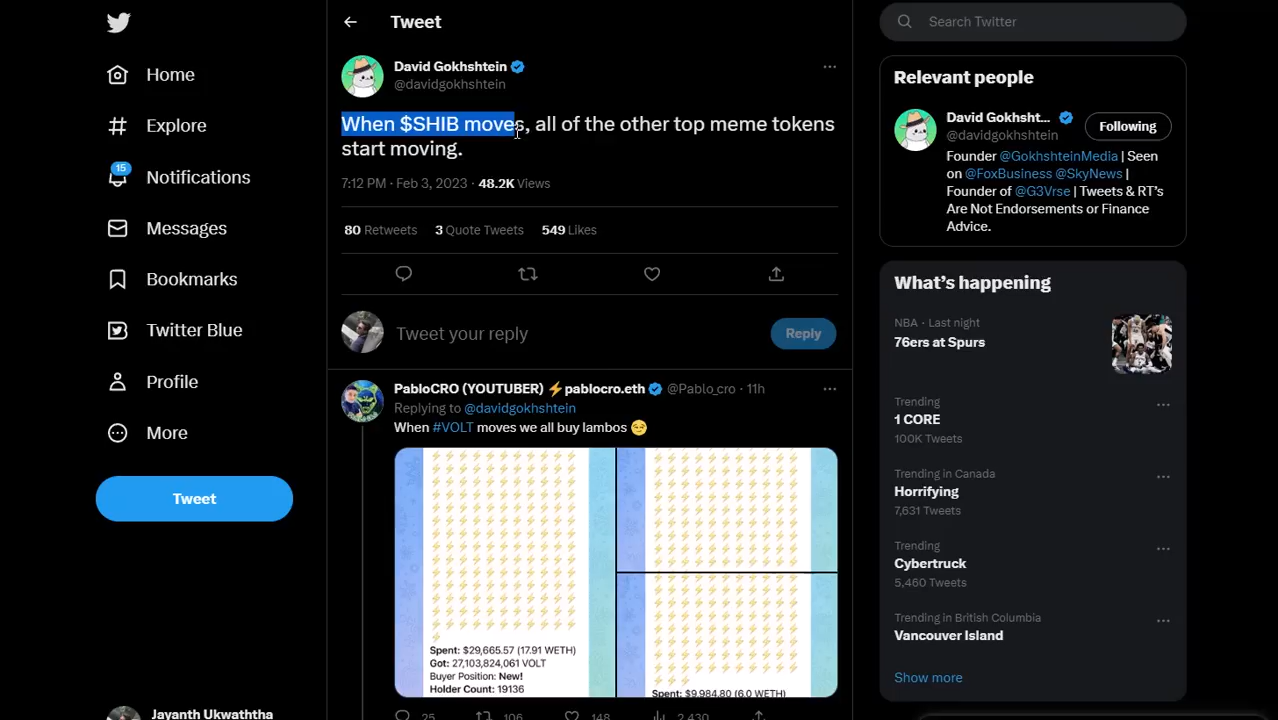 Home
Explore
15
Notifications
Messages
Bookmarks
Twitter Blue
Profile
More
Tweet
Jayanth Ukwaththa
Tweet
David Gokhshtein
@davidgokhshtein
When $SHIB moves, all of the other top meme tokens
start moving.
7:12 PM · Feb 3, 2023 · 48.2K Views
80 Retweets 3 Quote Tweets 549 Likes
Tweet your reply
Reply
PabloCRO (YOUTUBER) ⚡pablocro.eth @Pablo_cro · 11h
Replying to @davidgokhshtein
When #VOLT moves we all buy lambos 😏
Spent: $29,665.57 (17.91 WETH)
Got: 27,103,824,061 VOLT
Buyer Position: New!
Holder Count: 19136
Spent: $9,984.80 (6.0 WETH)
25 106 148 2,430
Search Twitter
Relevant people
David Gokhsht...
@davidgokhshtein
Following
Founder @GokhshteinMedia | Seen
on @FoxBusiness @SkyNews |
Founder of @G3Vrse | Tweets & RT's
Are Not Endorsements or Finance
Advice.
What's happening
NBA · Last night
76ers at Spurs
Trending
1 CORE
100K Tweets
Trending in Canada
Horrifying
7,631 Tweets
Trending
Cybertruck
5,460 Tweets
Trending in British Columbia
Vancouver Island
Show more